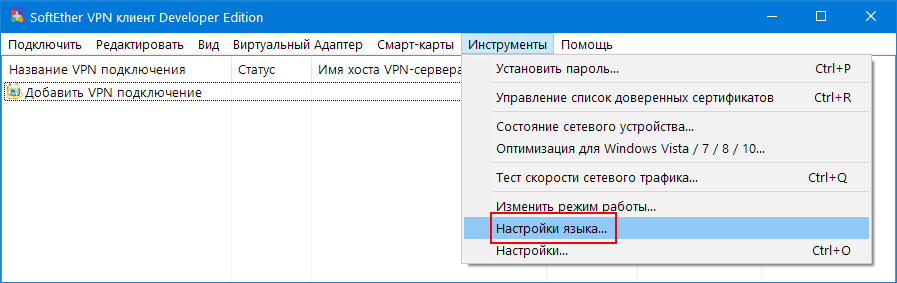 SoftEther VPN клиент Developer Edition
Подключить Редактировать Вид Виртуальный Адаптер Смарт-карты Инструменты Помощь
Название VPN подключения Статус Имя хоста VPN-сервера
Добавить VPN подключение
Установить пароль... Ctrl+P
Управление список доверенных сертификатов Ctrl+R
Состояние сетевого устройства...
Оптимизация для Windows Vista / 7 / 8 / 10...
Тест скорости сетевого трафика... Ctrl+Q
Изменить режим работы...
Настройки языка...
Настройки... Ctrl+O